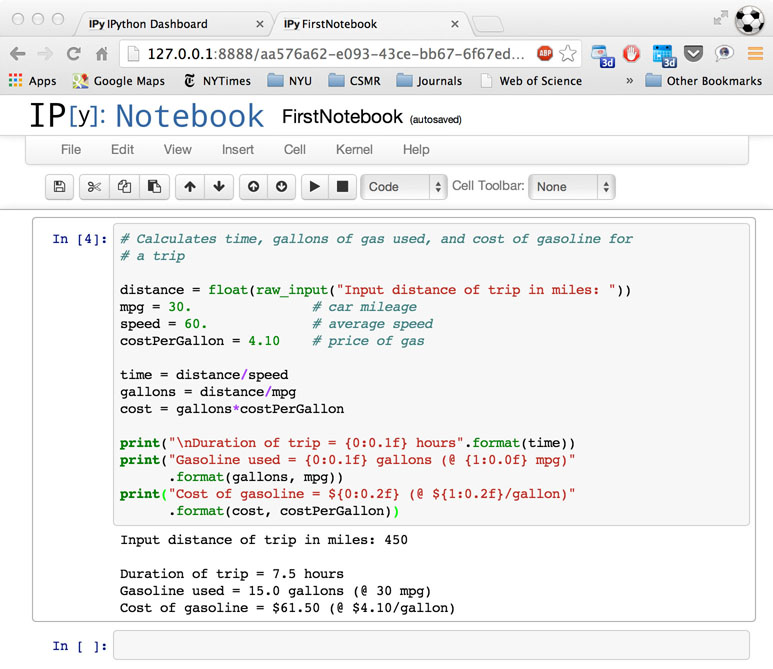 IPy IPython Dashboard
IPy FirstNotebook
127.0.0.1:8888/aa576a62-e093-43ce-bb67-6f67ed...
ABP
3d
3d
Apps
Google Maps
NYTimes
NYU
CSMR
Journals
Web of Science
»
Other Bookmarks
IP[y]: Notebook
FirstNotebook (autosaved)
File Edit View Insert Cell Kernel Help
Code
Cell Toolbar:
None
In [4]:
# Calculates time, gallons of gas used, and cost of gasoline for
# a trip
distance = float(raw_input("Input distance of trip in miles: "))
mpg = 30. # car mileage
speed = 60. # average speed
costPerGallon = 4.10 # price of gas
time = distance/speed
gallons = distance/mpg
cost = gallons*costPerGallon
print("\nDuration of trip = {0:0.1f} hours".format(time))
print("Gasoline used = {0:0.1f} gallons (@ {1:0.0f} mpg)"
.format(gallons, mpg))
print("Cost of gasoline = ${0:0.2f} (@ ${1:0.2f}/gallon)"
.format(cost, costPerGallon))
Input distance of trip in miles: 450
Duration of trip = 7.5 hours
Gasoline used = 15.0 gallons (@ 30 mpg)
Cost of gasoline = $61.50 (@ $4.10/gallon)
In [ ]: